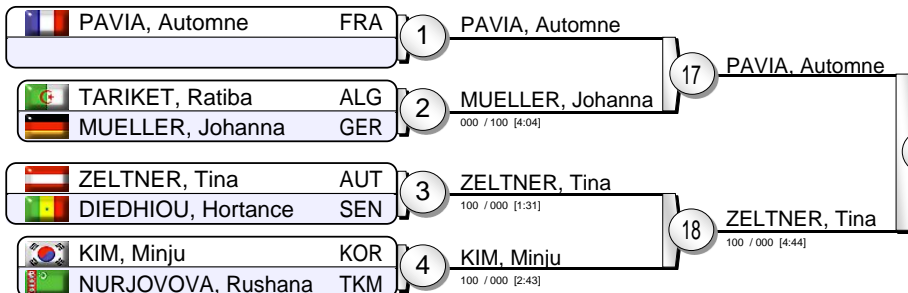 PAVIA, Automne FRA
1
PAVIA, Automne
17
PAVIA, Automne
TARIKET, Ratiba ALG
MUELLER, Johanna GER
2
MUELLER, Johanna
000 / 100 [4:04]
ZELTNER, Tina AUT
DIEDHIOU, Hortance SEN
3
ZELTNER, Tina
100 / 000 [1:31]
18
ZELTNER, Tina
100 / 000 [4:44]
KIM, Minju KOR
NURJOVOVA, Rushana TKM
4
KIM, Minju
100 / 000 [2:43]